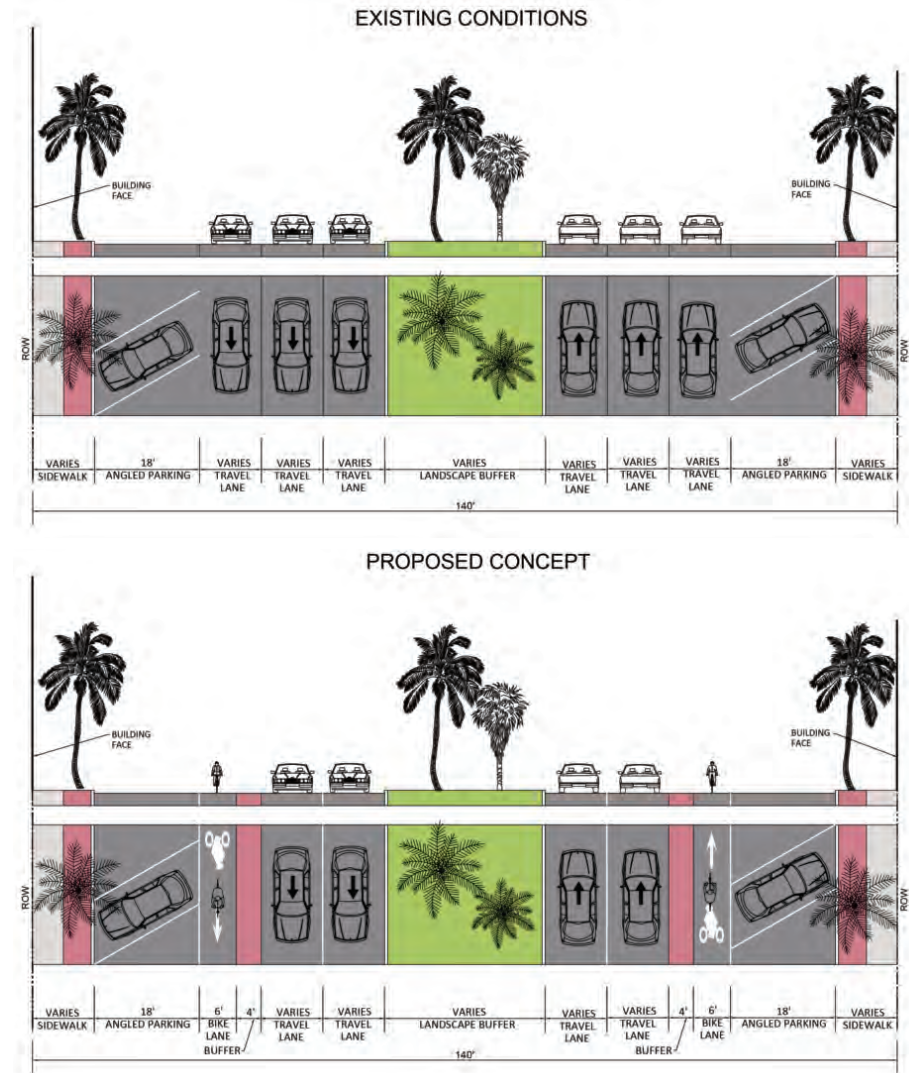 EXISTING CONDITIONS
BUILDING
FACE
BUILDING
FACE
ROW
ROW
VARIES
SIDEWALK
18'
ANGLED PARKING
VARIES
TRAVEL
LANE
VARIES
TRAVEL
LANE
VARIES
TRAVEL
LANE
VARIES
LANDSCAPE BUFFER
VARIES
TRAVEL
LANE
VARIES
TRAVEL
LANE
VARIES
TRAVEL
LANE
18'
ANGLED PARKING
VARIES
SIDEWALK
140'
PROPOSED CONCEPT
BUILDING
FACE
BUILDING
FACE
ROW
ROW
VARIES
SIDEWALK
18'
ANGLED PARKING
6'
BIKE
LANE
4'
BUFFER
VARIES
TRAVEL
LANE
VARIES
TRAVEL
LANE
VARIES
LANDSCAPE BUFFER
VARIES
TRAVEL
LANE
VARIES
TRAVEL
LANE
4'
BUFFER
6'
BIKE
LANE
18'
ANGLED PARKING
VARIES
SIDEWALK
140'